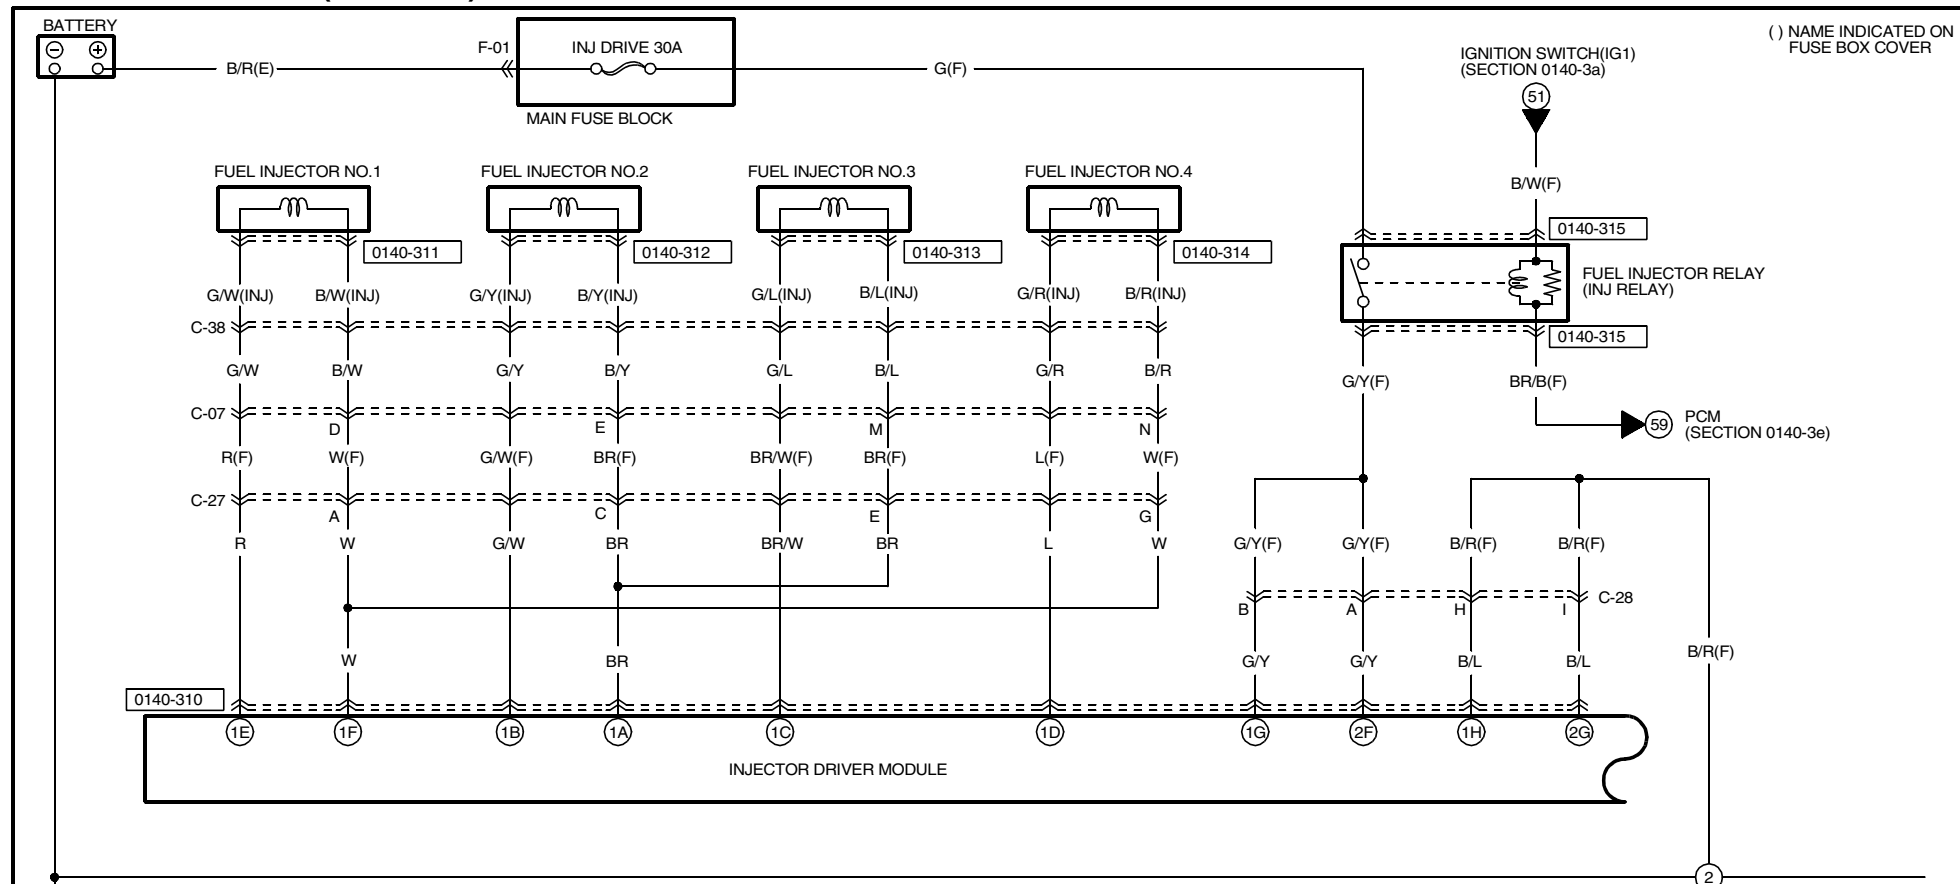 BATTERY
B/R(E)
F-01
INJ DRIVE 30A
MAIN FUSE BLOCK
G(F)
IGNITION SWITCH(IG1)
(SECTION 0140-3a)
51
( ) NAME INDICATED ON
FUSE BOX COVER
B/W(F)
FUEL INJECTOR NO.1
FUEL INJECTOR NO.2
FUEL INJECTOR NO.3
FUEL INJECTOR NO.4
0140-311
0140-312
0140-313
0140-314
0140-315
FUEL INJECTOR RELAY
(INJ RELAY)
0140-315
G/W(INJ) B/W(INJ) G/Y(INJ) B/Y(INJ) G/L(INJ) B/L(INJ) G/R(INJ) B/R(INJ)
C-38
G/W B/W G/Y B/Y G/L B/L G/R B/R
G/Y(F) BR/B(F)
C-07
D E M N
59
PCM
(SECTION 0140-3e)
R(F) W(F) G/W(F) BR(F) BR/W(F) BR(F) L(F) W(F)
C-27
A C E G
R W G/W BR BR/W BR L W
G/Y(F) G/Y(F) B/R(F) B/R(F)
B A H I C-28
W BR
G/Y G/Y B/L B/L
B/R(F)
0140-310
1E 1F 1B 1A 1C 1D 1G 2F 1H 2G
INJECTOR DRIVER MODULE
2